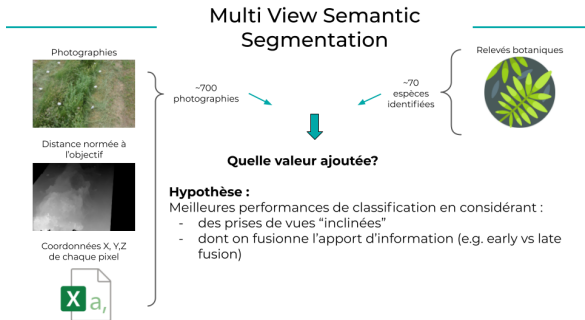 Multi View Semantic
Segmentation
Photographies
~700
photographies
~70
espèces
identifiées
Relevés botaniques
Distance normée à
l'objectif
Quelle valeur ajoutée?
Hypothèse :
Meilleures performances de classification en considérant :
- des prises de vues “inclinées”
- dont on fusionne l'apport d'information (e.g. early vs late
fusion)
Coordonnées X, Y,Z
de chaque pixel
X a,